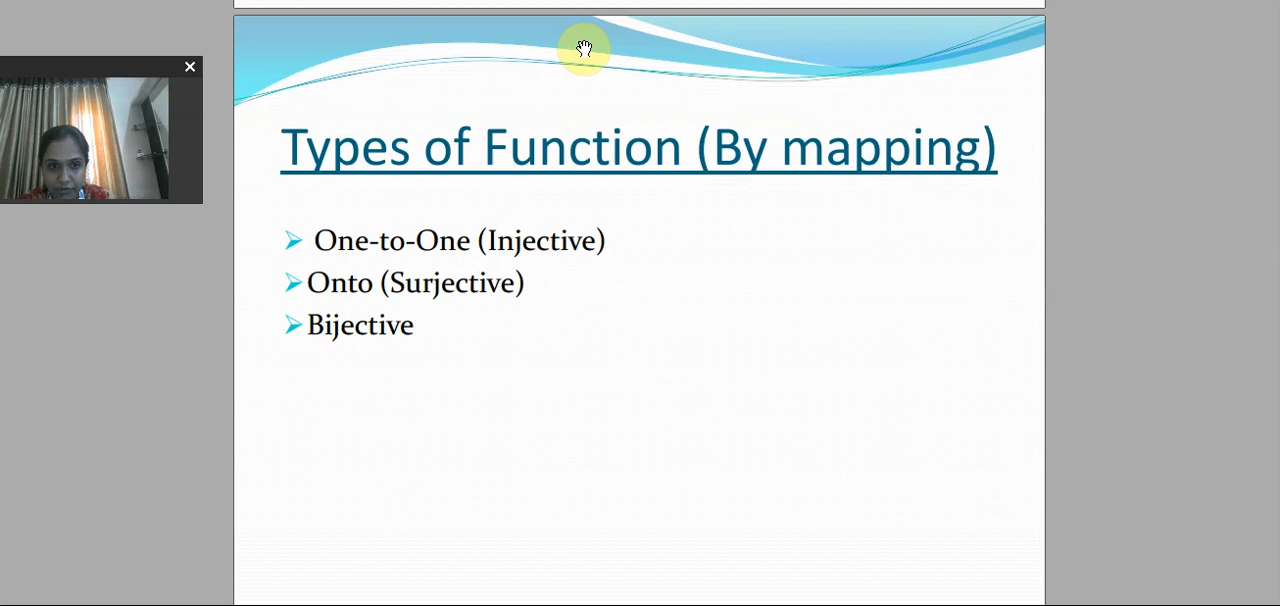 Types of Function (By mapping)
One-to-One (Injective)
Onto (Surjective)
Bijective